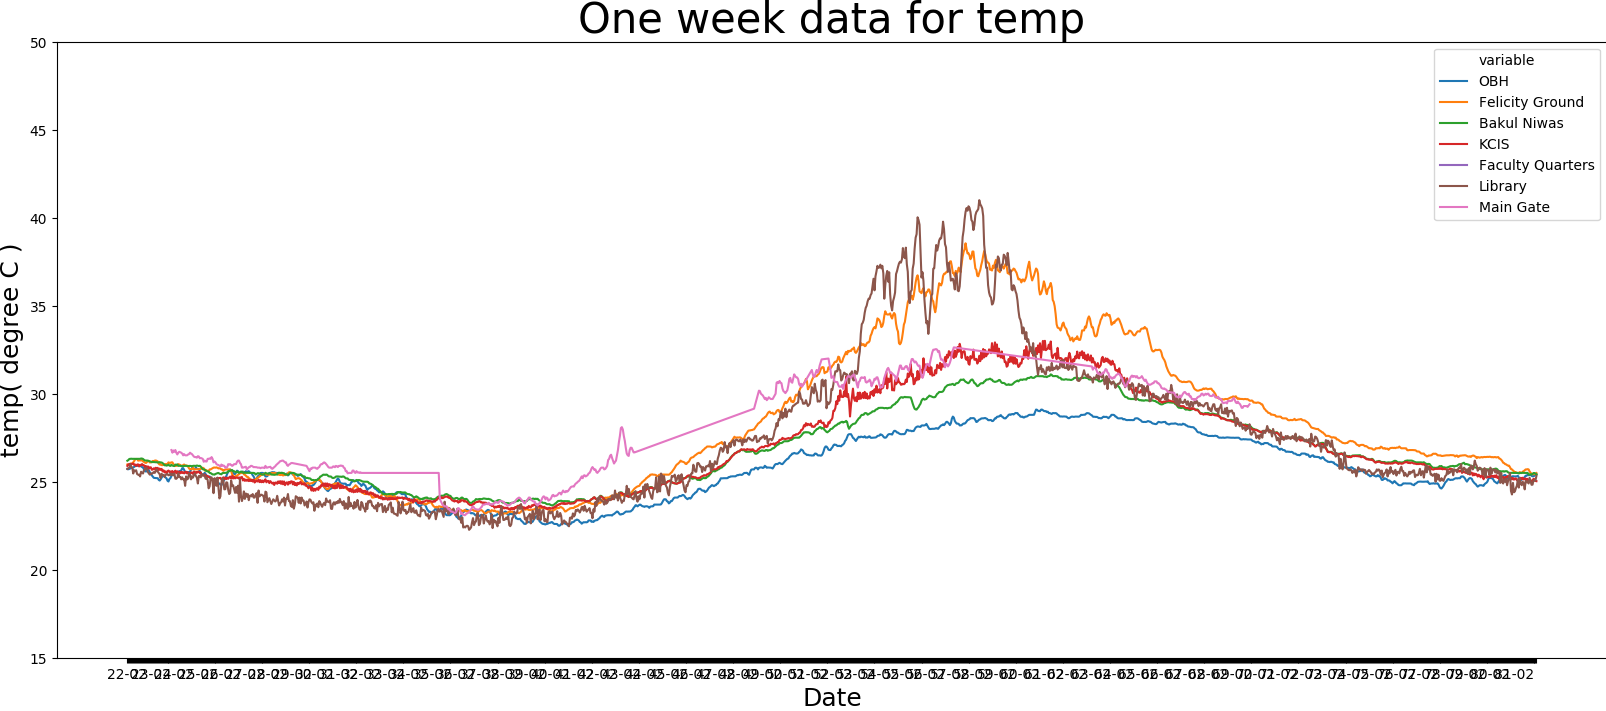 One week data for temp
50
45
40
35
30
25
20
15
temp( degree C )
variable
OBH
Felicity Ground
Bakul Niwas
KCIS
Faculty Quarters
Library
Main Gate
Date